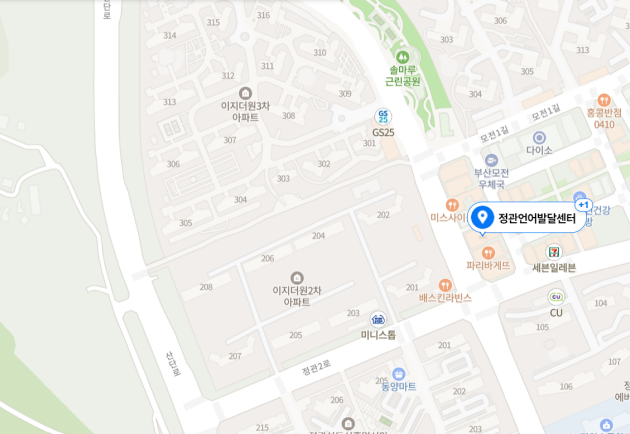 315
316
314
303
305
310
313
솔마루
근린공원
312
311
313
이지더원3차
아파트
309
304
홍콩반점
0410
308
GS
25
GS25
모전1길
모전1길
307
다이소
301
306
302
부산모전
우체국
303
304
미스사이
202
+1
건강
305
정관언어발달센터
204
206
파리바게뜨
7
세븐일레븐
208
이지더원2차
아파트
201
배스킨라빈스
CU
CU
104
203
미니스톱
105
205
207
정관2로
201
107
동양마트
205
202
106
206
203
215